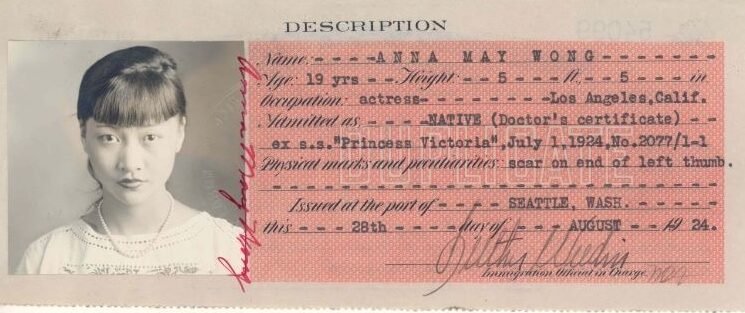 DESCRIPTION
Name:----ANNA MAY WONG-------
Age: 19 yrs --Height:--5----ft.,--5---in
Occupation: actress---------Los Angeles,Calif.
Admitted as -----NATIVE (Doctor's certificate)
ex s.s."Princess Victoria",July 1,1924,No.2077/1-1
Physical marks and peculiarities: scar on end of left thumb.
Issued at the port of---- SEATTLE, WASH.
this---28th-----day of---AUGUST--1924.
Immigration Official in Charge.
Anna May Wong
DUPLICATE